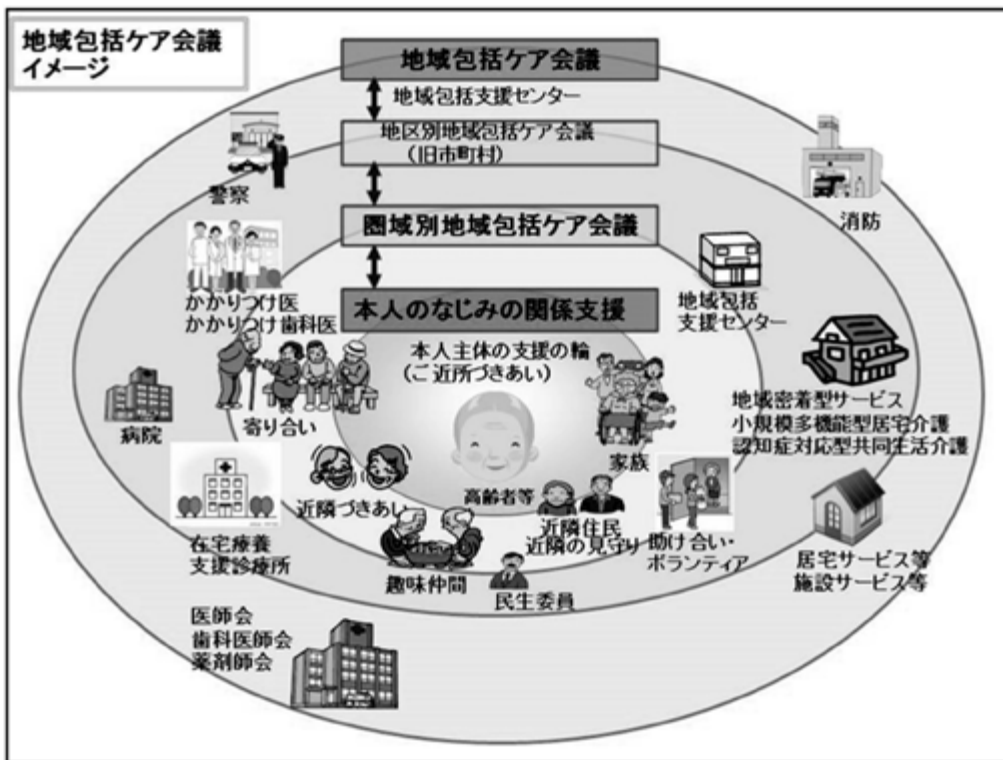 地域包括ケア会議
イメージ
地域包括ケア会議
地域包括支援センター
地区別地域包括ケア会議
(旧市町村)
警察
消防
圏域別地域包括ケア会議
かかりつけ医
かかりつけ歯科医
地域包括
支援センター
本人のなじみの関係支援
本人主体の支援の輪
(ご近所づきあい)
病院
寄り合い
家族
地域密着型サービス
小規模多機能型居宅介護
認知症対応型共同生活介護
近隣づきあい
高齢者等
近隣住民
近隣の見守り
助け合い・
ボランティア
在宅療養
支援診療所
趣味仲間
民生委員
居宅サービス等
施設サービス等
医師会
歯科医師会
薬剤師会